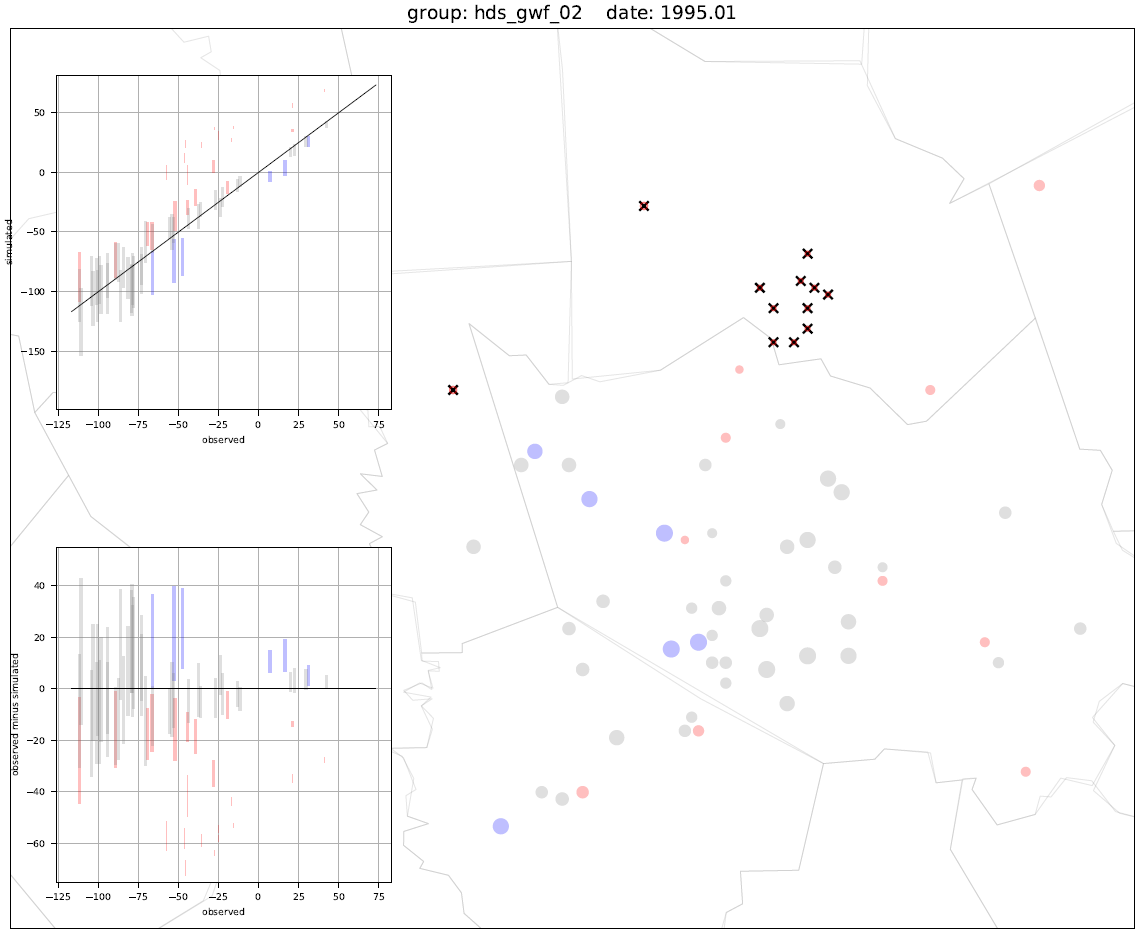 group: hds_gwf_02    date: 1995.01
50
0
−50
−100
−150
simulated
−125 −100 −75 −50 −25 0 25 50 75
observed
40
20
0
−20
−40
−60
observed minus simulated
−125 −100 −75 −50 −25 0 25 50 75
observed